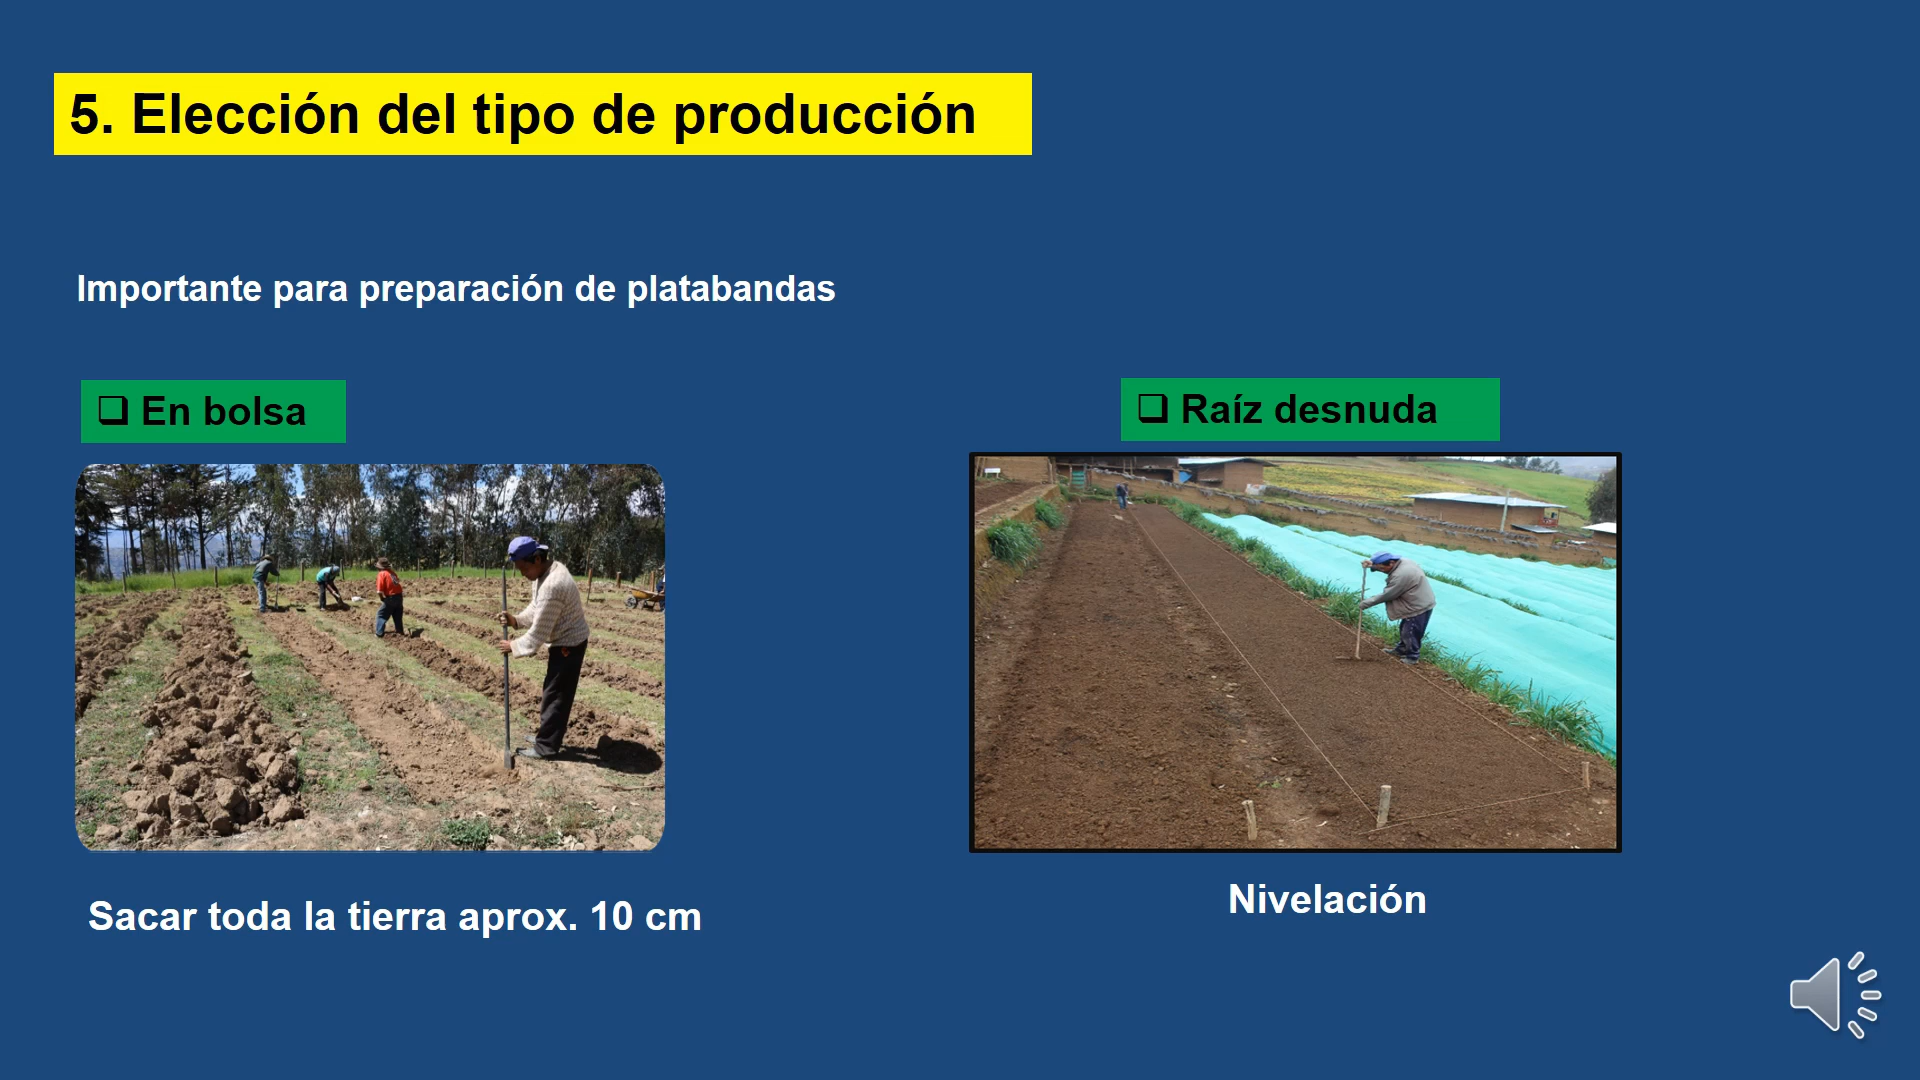 5. Elección del tipo de producción
Importante para preparación de platabandas
❑ En bolsa
❑ Raíz desnuda
Sacar toda la tierra aprox. 10 cm
Nivelación